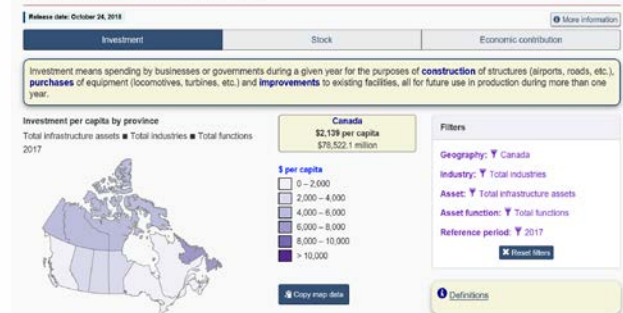 Release date: October 24, 2018
More information
Investment
Stock
Economic contribution
Investment means spending by businesses or governments during a given year for the purposes of construction of structures (airports, roads, etc.),
purchases of equipment (locomotives, turbines, etc.) and improvements to existing facilities, all for future use in production during more than one
year.
Investment per capita by province
Total infrastructure assets ■ Total industries ■ Total functions
2017
Canada
$2,139 per capita
$78,522.1 million
$ per capita
0 – 2,000
2,000 – 4,000
4,000 – 6,000
6,000 – 8,000
8,000 – 10,000
> 10,000
Copy map data
Filters
Geography: Canada
Industry: Total industries
Asset: Total infrastructure assets
Asset function: Total functions
Reference period: 2017
Reset filters
Definitions